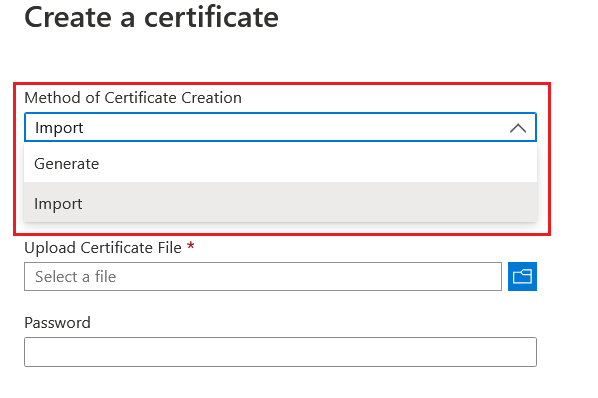 Create a certificate
Method of Certificate Creation
Import
Generate
Import
Upload Certificate File *
Select a file
Password